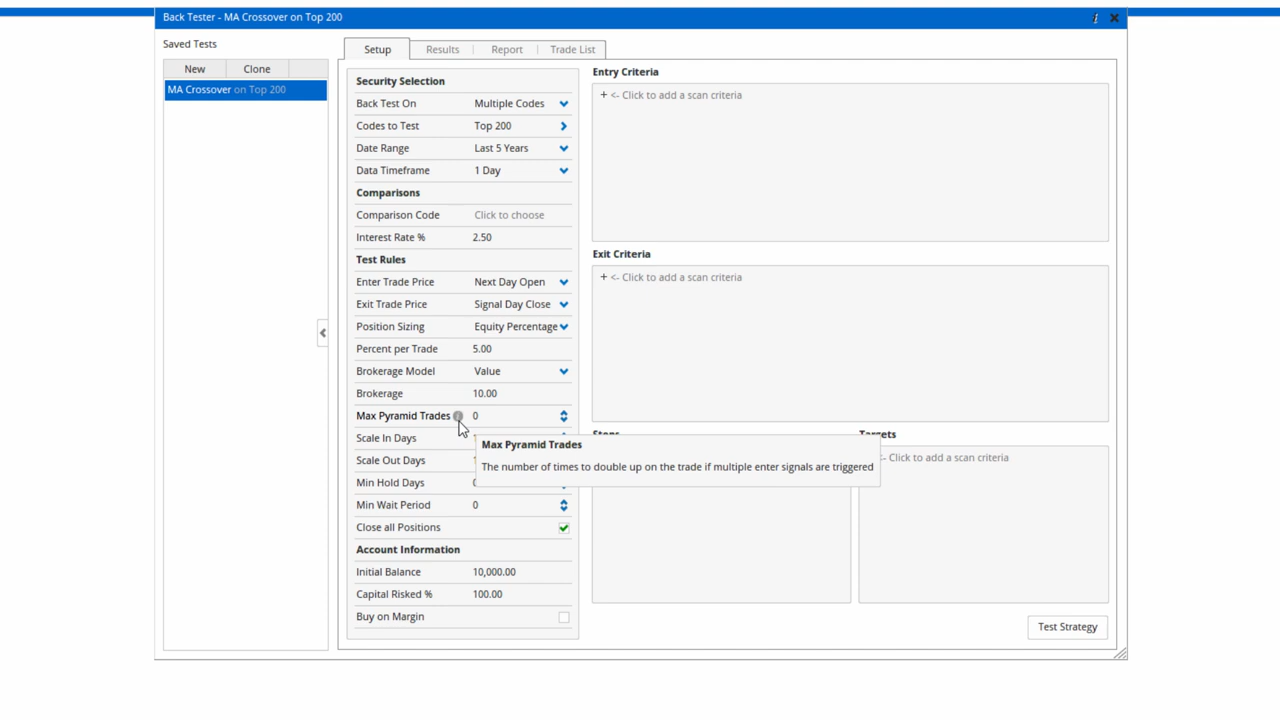 Back Tester - MA Crossover on Top 200
Saved Tests
New Clone
MA Crossover on Top 200
Setup Results Report Trade List
Security Selection
Back Test On Multiple Codes
Codes to Test Top 200
Date Range Last 5 Years
Data Timeframe 1 Day
Comparisons
Comparison Code Click to choose
Interest Rate % 2.50
Test Rules
Enter Trade Price Next Day Open
Exit Trade Price Signal Day Close
Position Sizing Equity Percentage
Percent per Trade 5.00
Brokerage Model Value
Brokerage 10.00
Max Pyramid Trades 0
Scale In Days
Scale Out Days
Min Hold Days
Min Wait Period 0
Close all Positions
Account Information
Initial Balance 10,000.00
Capital Risked % 100.00
Buy on Margin
Entry Criteria
+ <- Click to add a scan criteria
Exit Criteria
+ <- Click to add a scan criteria
Max Pyramid Trades
The number of times to double up on the trade if multiple enter signals are triggered
Stops
Targets
- Click to add a scan criteria
Test Strategy